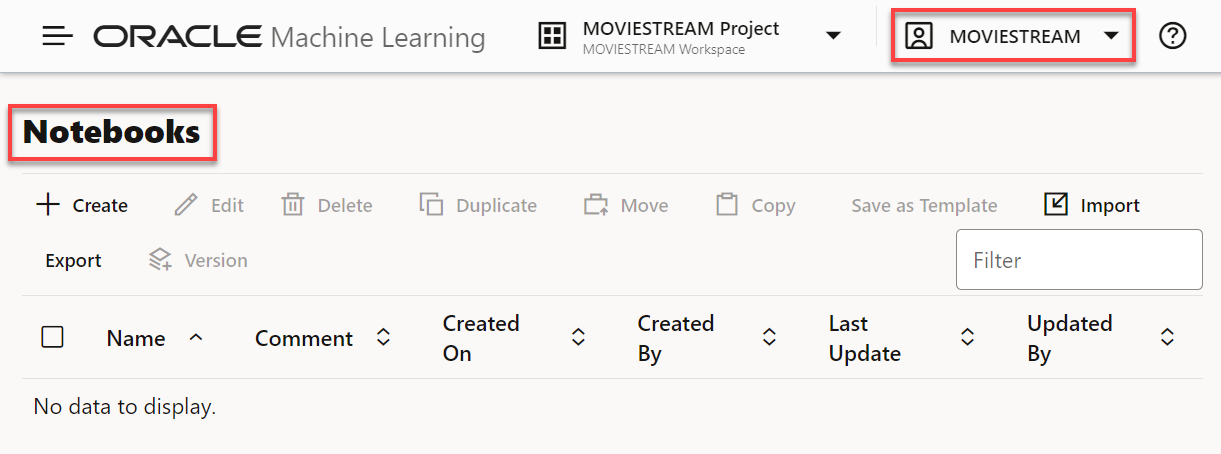 ORACLE Machine Learning
MOVIESTREAM Project
MOVIESTREAM Workspace
MOVIESTREAM
?
Notebooks
Create Edit Delete Duplicate Move Copy Save as Template Import
Export Version
Filter
Name Comment Created On Created By Last Update Updated By
No data to display.